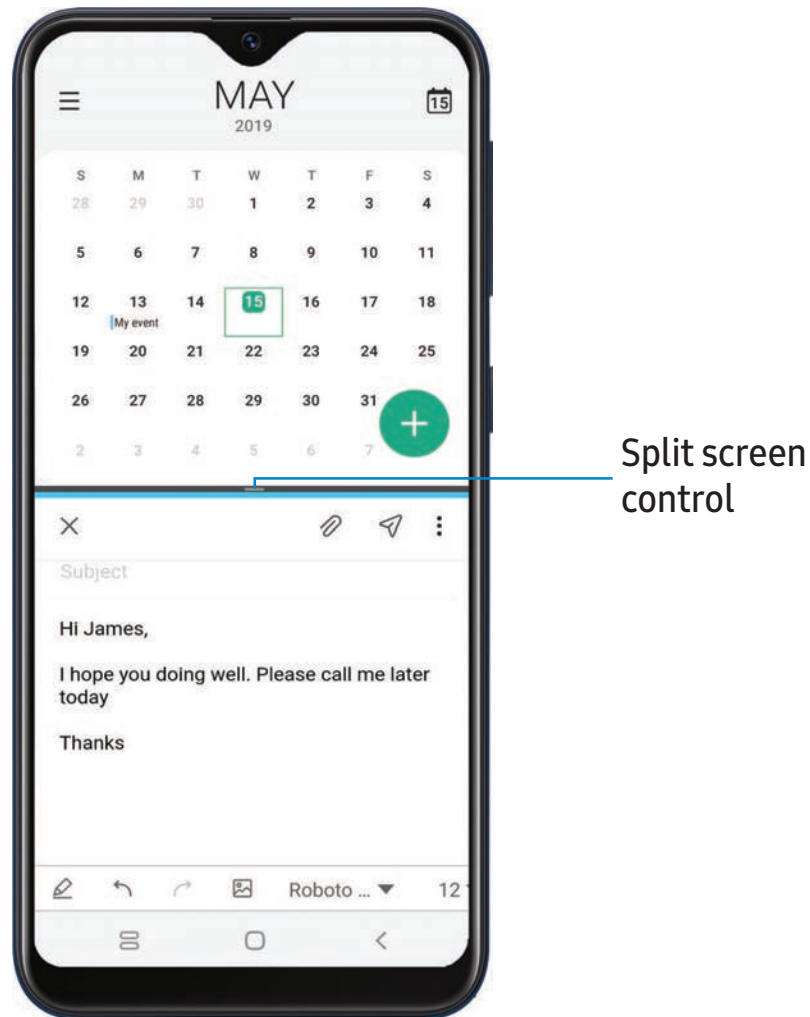 MAY
2019
15
S M T W T F S
28 29 30 1 2 3 4
5 6 7 8 9 10 11
12 13 14 15 16 17 18
My event
19 20 21 22 23 24 25
26 27 28 29 30 31
2 3 4 5 6 7
Split screen
control
Subject
Hi James,
I hope you doing well. Please call me later
today
Thanks
Roboto ... 12